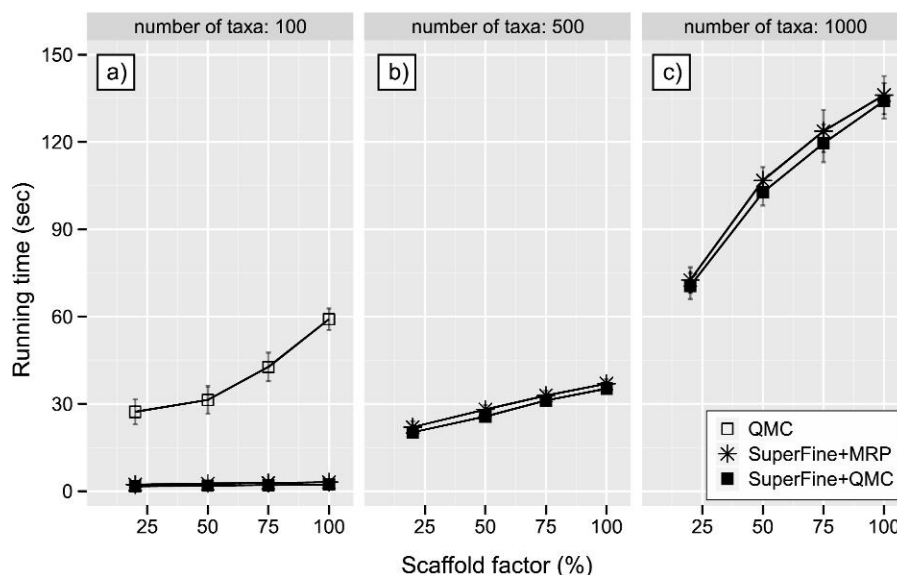 number of taxa: 100
number of taxa: 500
number of taxa: 1000
150
120
90
60
30
0
Running time (sec)
a)
b)
c)
QMC
SuperFine+MRP
SuperFine+QMC
25 50 75 100
25 50 75 100
25 50 75 100
Scaffold factor (%)